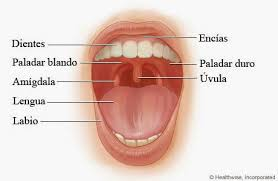 Dientes
Paladar blando
Amígdala
Lengua
Labio
Encías
Paladar duro
Úvula
© Healthwise, Incorporated